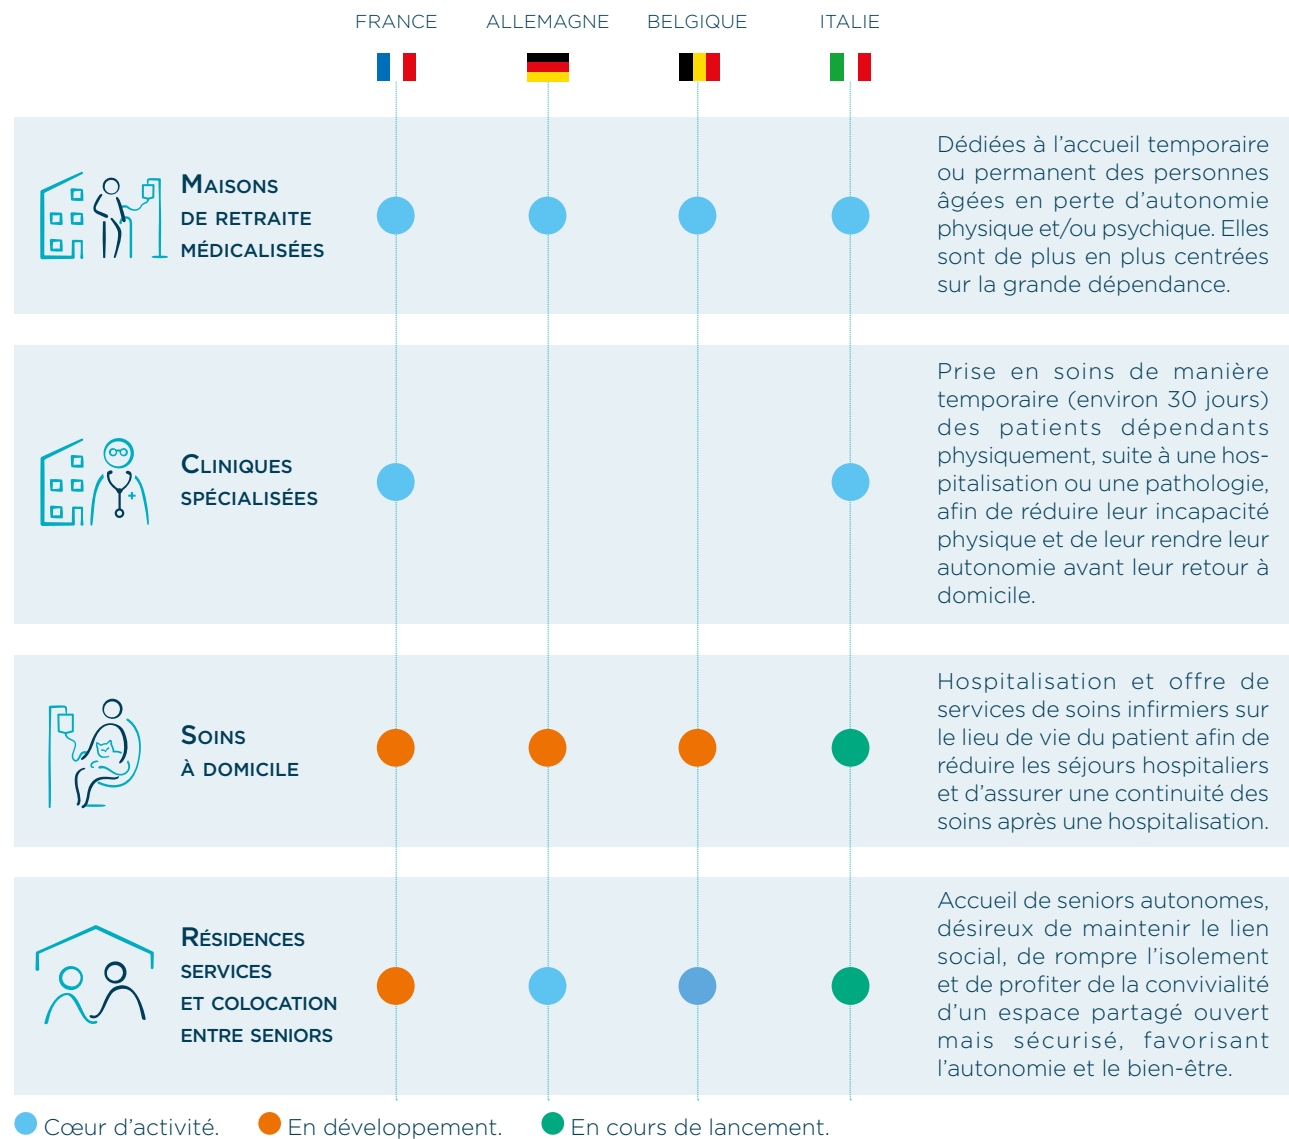 FRANCE ALLEMAGNE BELGIQUE ITALIE
MAISONS
DE RETRAITE
MÉDICALISÉES
Dédiées à l’accueil temporaire
ou permanent des personnes
âgées en perte d’autonomie
physique et/ou psychique. Elles
sont de plus en plus centrées
sur la grande dépendance.
CLINIQUES
SPÉCIALISÉES
Prise en soins de manière
temporaire (environ 30 jours)
des patients dépendants
physiquement, suite à une hos-
pitalisation ou une pathologie,
afin de réduire leur incapacité
physique et de leur rendre leur
autonomie avant leur retour à
domicile.
SOINS
À DOMICILE
Hospitalisation et offre de
services de soins infirmiers sur
le lieu de vie du patient afin de
réduire les séjours hospitaliers
et d’assurer une continuité des
soins après une hospitalisation.
RÉSIDENCES
SERVICES
ET COLOCATION
ENTRE SENIORS
Accueil de seniors autonomes,
désireux de maintenir le lien
social, de rompre l’isolement
et de profiter de la convivialité
d’un espace partagé ouvert
mais sécurisé, favorisant
l’autonomie et le bien-être.
Cœur d’activité. En développement. En cours de lancement.